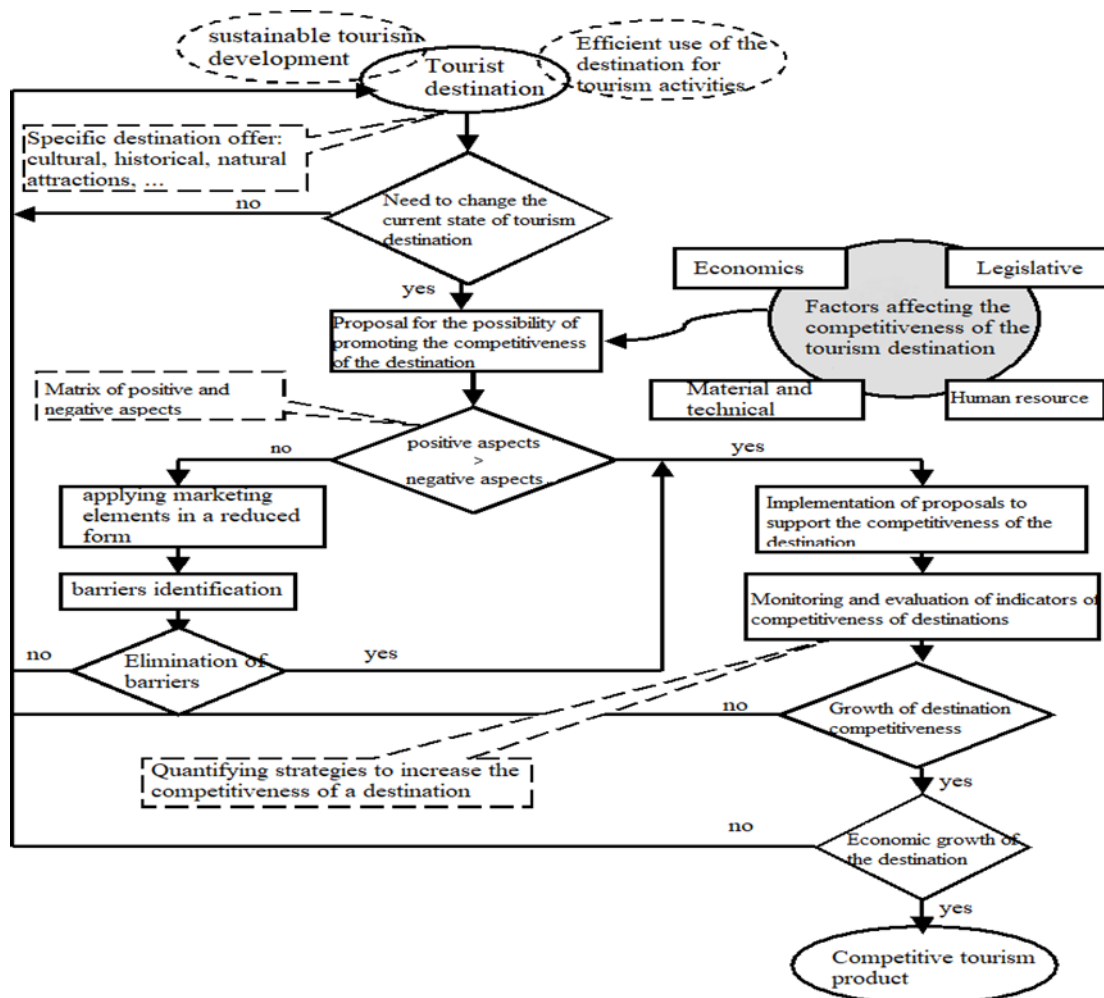 sustainable tourism
development
Efficient use of the
destination for
tourism activities
Tourist
destination
Specific destination offer:
cultural, historical, natural
attractions, ...
no
Need to change the
current state of tourism
destination
yes
Economics
Legislative
Factors affecting the
competitiveness of the
tourism destination
Material and
technical
Human resource
Proposal for the possibility of
promoting the competitiveness
of the destination
Matrix of positive and
negative aspects
no
positive aspects
>
negative aspects
yes
applying marketing
elements in a reduced
form
Implementation of proposals to
support the competitiveness of the
destination
barriers identification
Monitoring and evaluation of indicators of
competitiveness of destinations
no
Elimination of
barriers
yes
no
Growth of destination
competitiveness
Quantifying strategies to increase the
competitiveness of a destination
yes
no
Economic growth of
the destination
yes
Competitive tourism
product